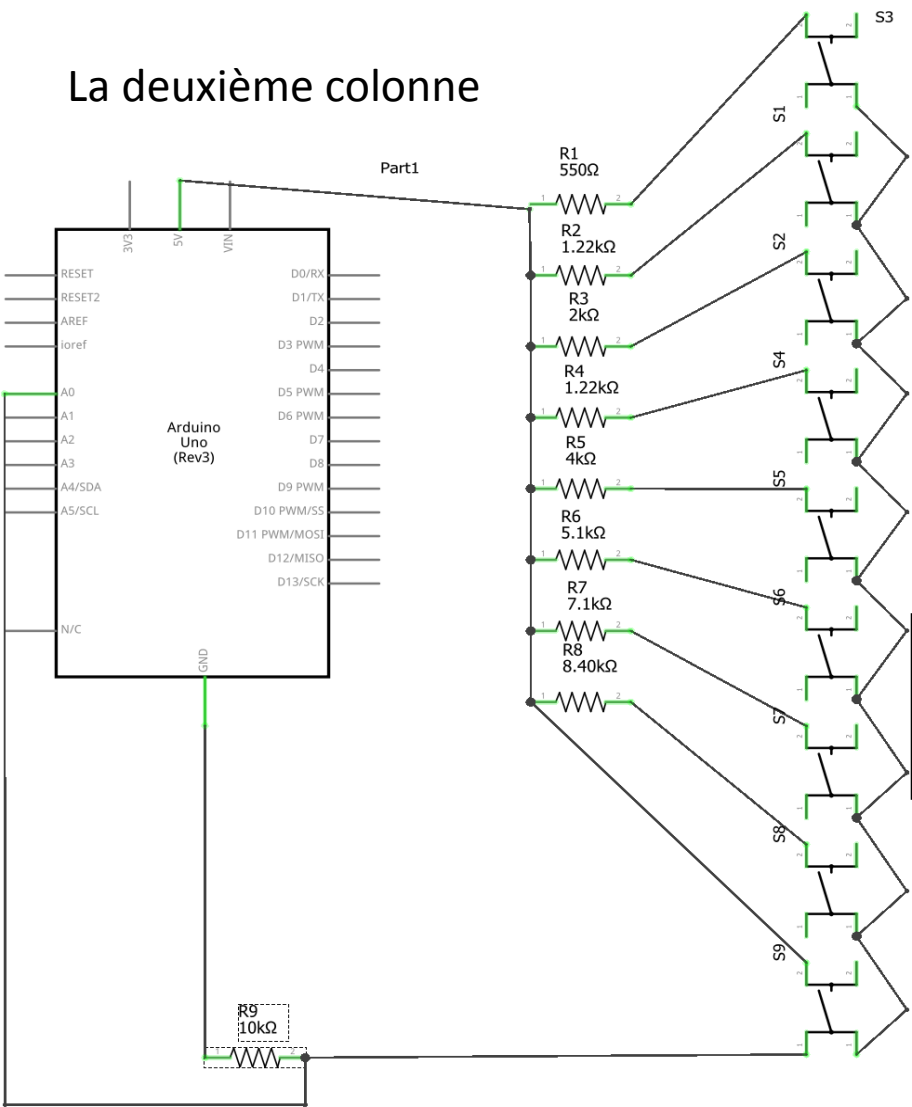 S3
La deuxième colonne
S1
Part1
R1
550Ω
R2
1.22kΩ
R3
2kΩ
R4
1.22kΩ
R5
4kΩ
R6
5.1kΩ
R7
7.1kΩ
R8
8.40kΩ
S2
S4
S5
S6
S7
S8
S9
3V3
5V
VIN
RESET
RESET2
AREF
ioref
A0
A1
A2
A3
A4/SDA
A5/SCL
N/C
Arduino
Uno
(Rev3)
D0/RX
D1/TX
D2
D3 PWM
D4
D5 PWM
D6 PWM
D7
D8
D9 PWM
D10 PWM/SS
D11 PWM/MOSI
D12/MISO
D13/SCK
GND
R9
10kΩ